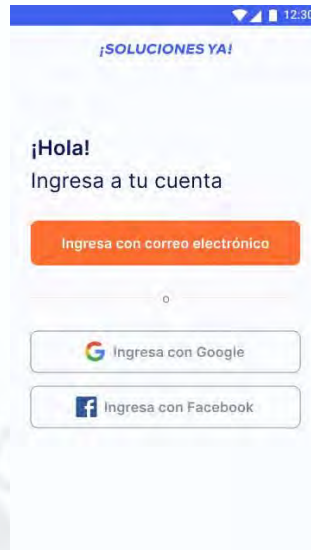 12:30
¡SOLUCIONES YA!
¡Hola!
Ingresa a tu cuenta
Ingresa con correo electrónico
o
Ingresa con Google
Ingresa con Facebook